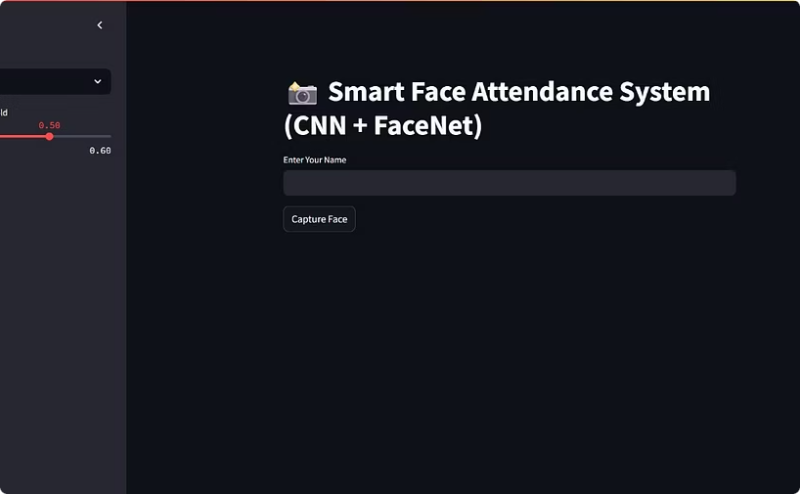 ld
0.50
0.60
Smart Face Attendance System
(CNN + FaceNet)
Enter Your Name
Capture Face